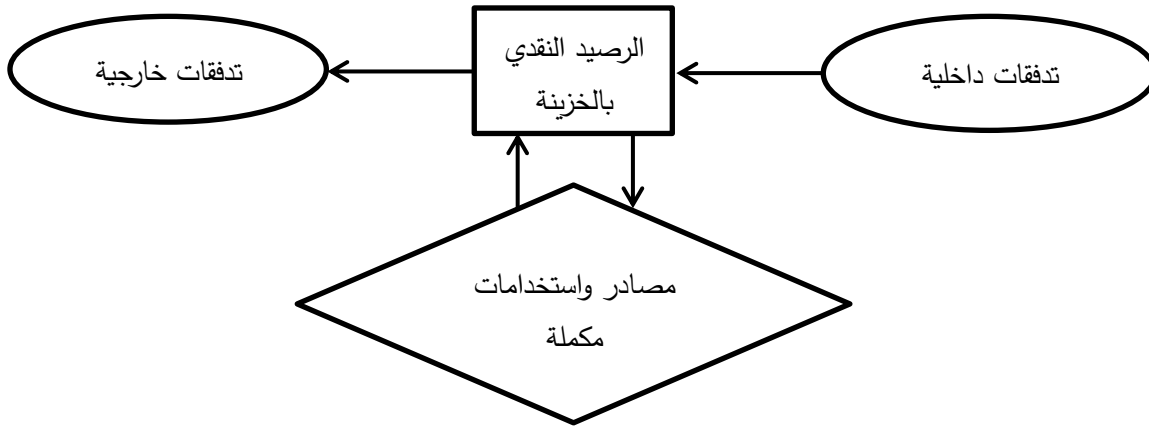 تدفقات داخلية
الرصيد النقدي
بالخزينة
تدفقات خارجية
مصادر واستخدامات
مكملة